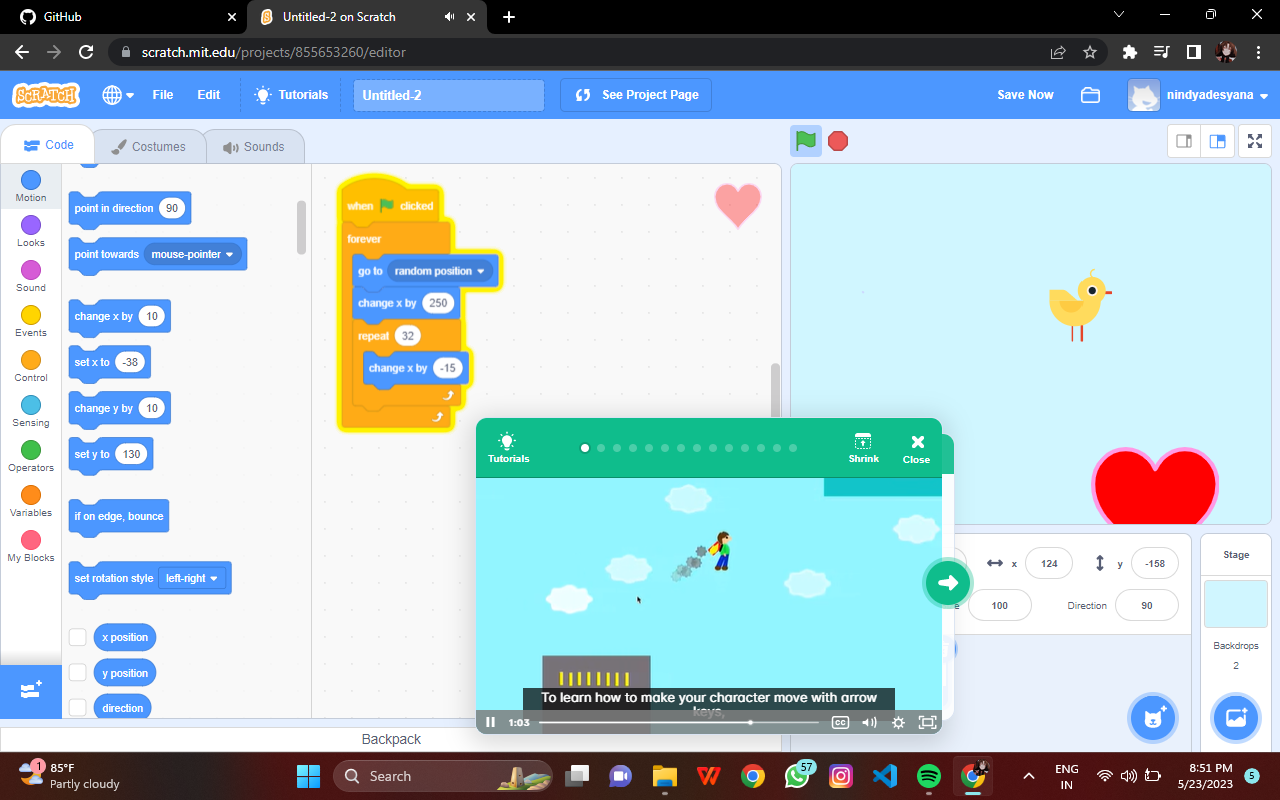 GitHub
Untitled-2 on Scratch
scratch.mit.edu/projects/855653260/editor
SCRATCH
File
Edit
Tutorials
Untitled-2
See Project Page
Save Now
nindyadesyana
Code
Costumes
Sounds
Motion
Looks
Sound
Events
Control
Sensing
Operators
Variables
My Blocks
point in direction 90
point towards mouse-pointer
change x by 10
set x to -38
change y by 10
set y to 130
if on edge, bounce
set rotation style left-right
x position
y position
direction
when clicked
forever
go to random position
change x by 250
repeat 32
change x by -15
Tutorials
Shrink
Close
To learn how to make your character move with arrow
keys,
1:03
CC
x 124
y -158
100
Direction 90
Stage
Backdrops
2
Backpack
1
85°F
Partly cloudy
Search
57
ENG
IN
8:51 PM
5/23/2023
5